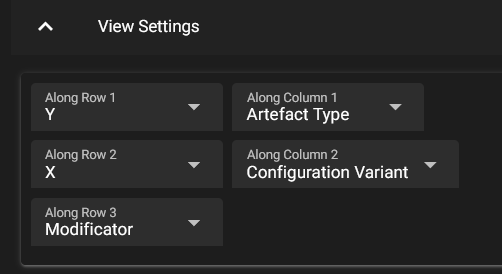 View Settings
Along Row 1
Y
Along Column 1
Artefact Type
Along Row 2
X
Along Column 2
Configuration Variant
Along Row 3
Modificator